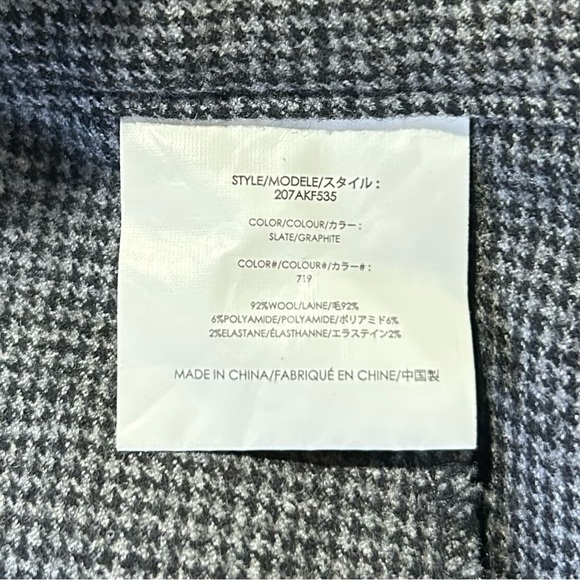 STYLE/MODELE/スタイル：
207AKF535
COLOR/COLOUR/カラー：
SLATE/GRAPHITE
COLOR#/COLOUR#/カラー#：
719
92%WOOL/LAINE/毛92%
6%POLYAMIDE/POLYAMIDE/ポリアミド6%
2%ELASTANE/ÉLASTHANNE/エラステイン2%
MADE IN CHINA/FABRIQUÉ EN CHINE/中国製